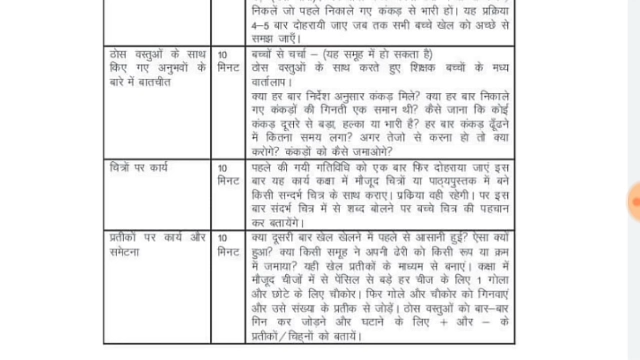 निकले जो पहले निकाले गए कंकड़ से भारी हो। यह प्रक्रिया
4–5 बार दोहरायी जाए जब तक सभी बच्चे खेल को अच्छे से
समझ जाएँ।
ठोस वस्तुओं के साथ
किए गए अनुभवों के
बारे में बातचीत
10
मिनट
बच्चों से चर्चा – (यह समूह में हो सकता है)
ठोस वस्तुओं के साथ करते हुए शिक्षक बच्चों के मध्य
वार्तालाप।
क्या हर बार निर्देश अनुसार कंकड़ मिले? क्या हर बार निकाले
गए कंकड़ों की गिनती एक समान थी? कैसे जाना कि कोई
कंकड़ दूसरे से बड़ा, हल्का या भारी है? हर बार कंकड़ ढूँढने
में कितना समय लगा? अगर तेजी से करना हो तो क्या
करोगे? कंकड़ों को कैसे जमाओगे?
चित्रों पर कार्य
10
मिनट
पहले की गयी गतिविधि को एक बार फिर दोहराया जाएं इस
बार यह कार्य कक्षा में मौजूद चित्रों या पाठ्यपुस्तक में बने
किसी सन्दर्भ चित्र के साथ कराए। प्रक्रिया वही रहेगी। पर इस
बार संदर्भ चित्र में से शब्द बोलने पर बच्चे चित्र की पहचान
कर बतायेंगे।
प्रतीकों पर कार्य और
समेटना
10
मिनट
क्या दूसरी बार खेल खेलने में पहले से आसानी हुई? ऐसा क्यों
हुआ? क्या किसी समूह ने अपनी ढेरी को किसी रूप या क्रम
में जमाया? यही खेल प्रतीकों के माध्यम से बनाएं। कक्षा में
मौजूद चीजों में से पेंसिल से बड़े हर चीज के लिए 1 गोला
और छोटे के लिए चौकोर। फिर गोले और चौकोर को गिनवाएं
और उसे संख्या के प्रतीक से जोड़ें। ठोस वस्तुओं को बार–बार
गिन कर जोड़ने और घटाने के लिए + और – के
प्रतीकों/चिह्नों को बतायें।